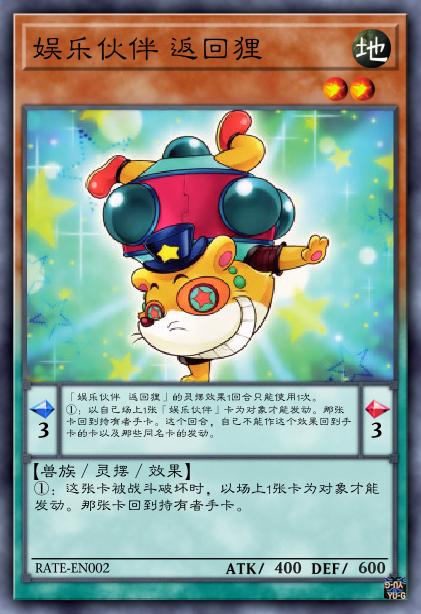 娱乐伙伴 返回狸
地
「娱乐伙伴 返回狸」的灵摆效果1回合只能使用1次。
①：以自己场上1张「娱乐伙伴」卡为对象才能发动。那张
卡回到持有者手卡。这个回合，自己不能作这个效果回到手
卡的卡以及那些同名卡的发动。
3
3
【兽族／灵摆／效果】
①：这张卡被战斗破坏时，以场上1张卡为对象才能
发动。那张卡回到持有者手卡。
RATE-EN002
ATK/ 400 DEF/ 600